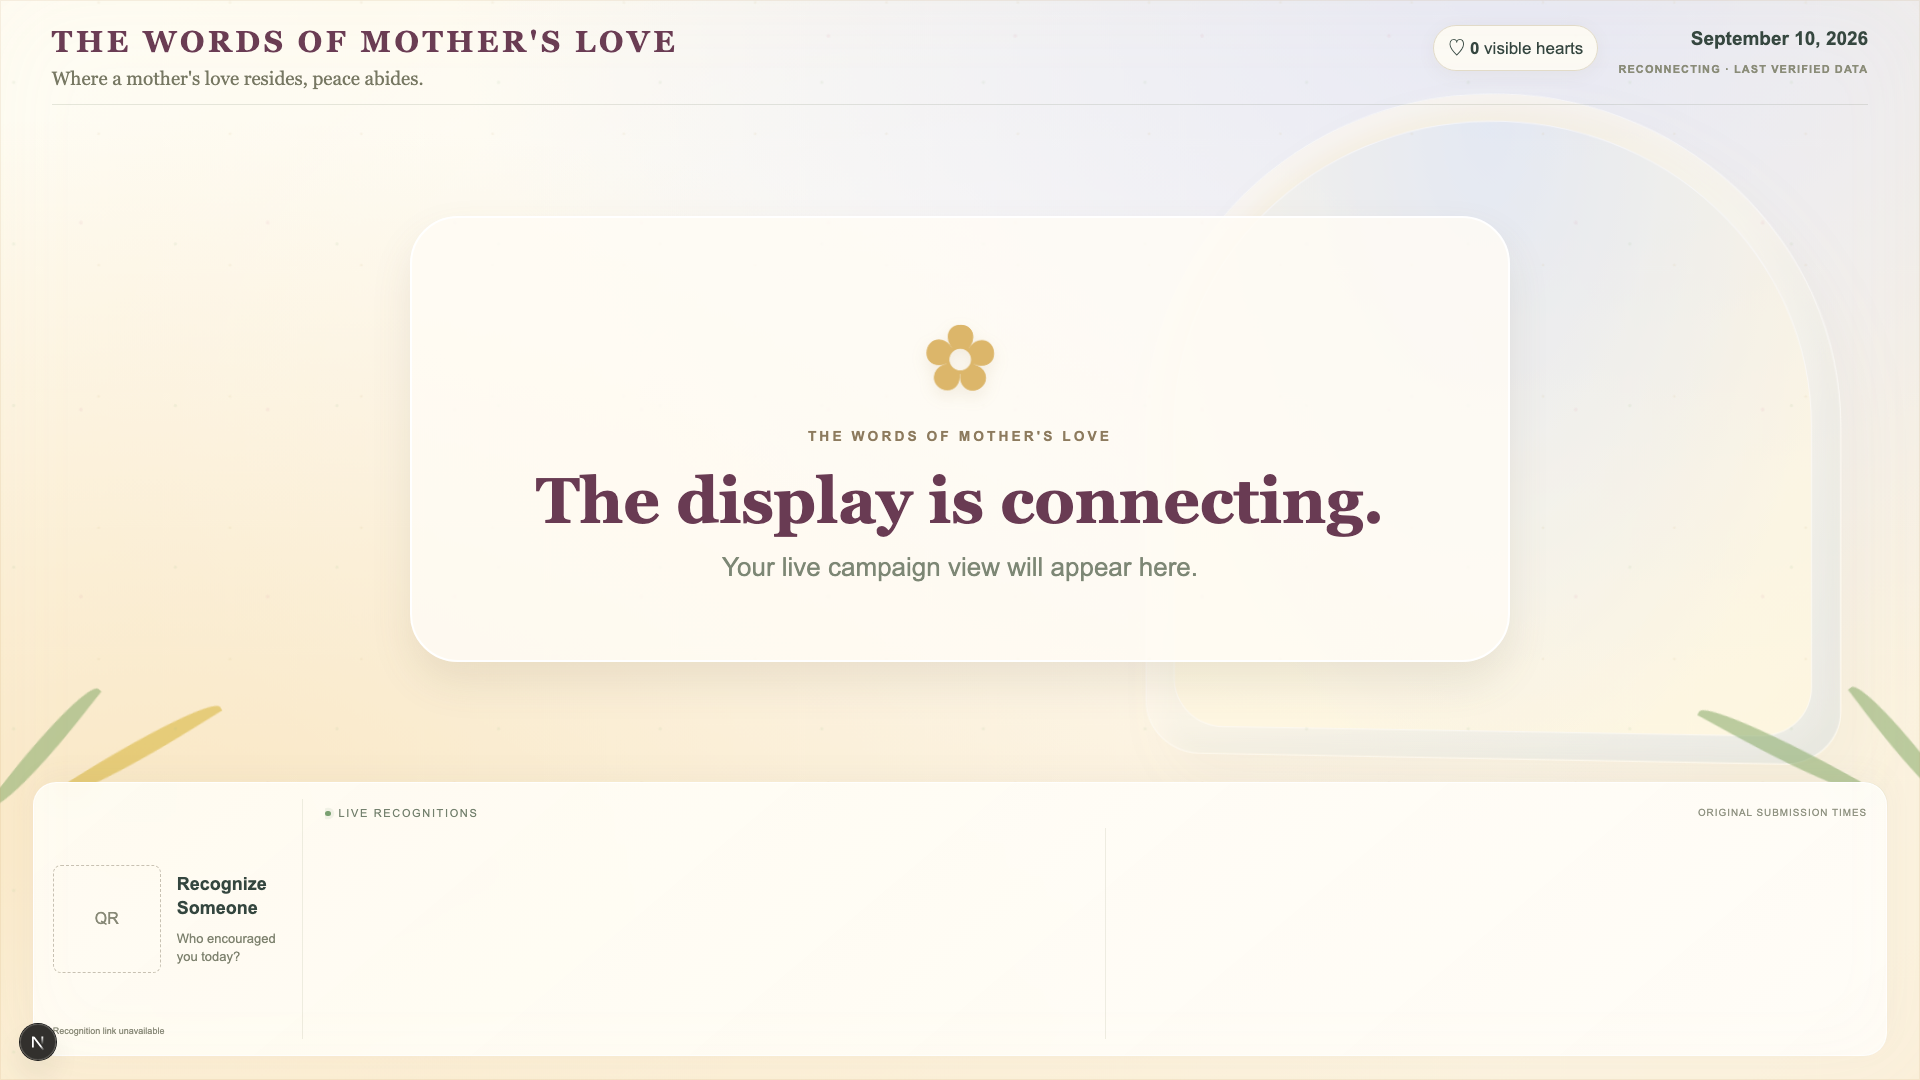 THE WORDS OF MOTHER'S LOVE
Where a mother's love resides, peace abides.
♡ 0 visible hearts
September 10, 2026
RECONNECTING · LAST VERIFIED DATA
THE WORDS OF MOTHER'S LOVE
The display is connecting.
Your live campaign view will appear here.
LIVE RECOGNITIONS
ORIGINAL SUBMISSION TIMES
QR
Recognize
Someone
Who encouraged
you today?
Recognition link unavailable
N